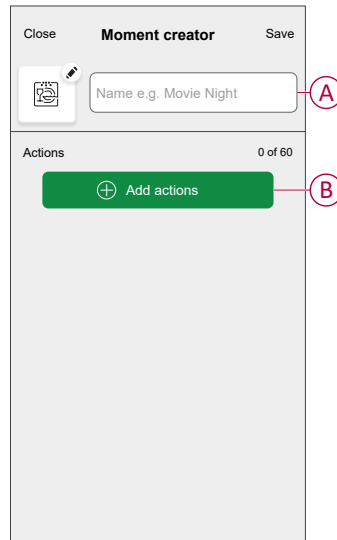 Close Moment creator Save
Name e.g. Movie Night A
Actions 0 of 60
Add actions B